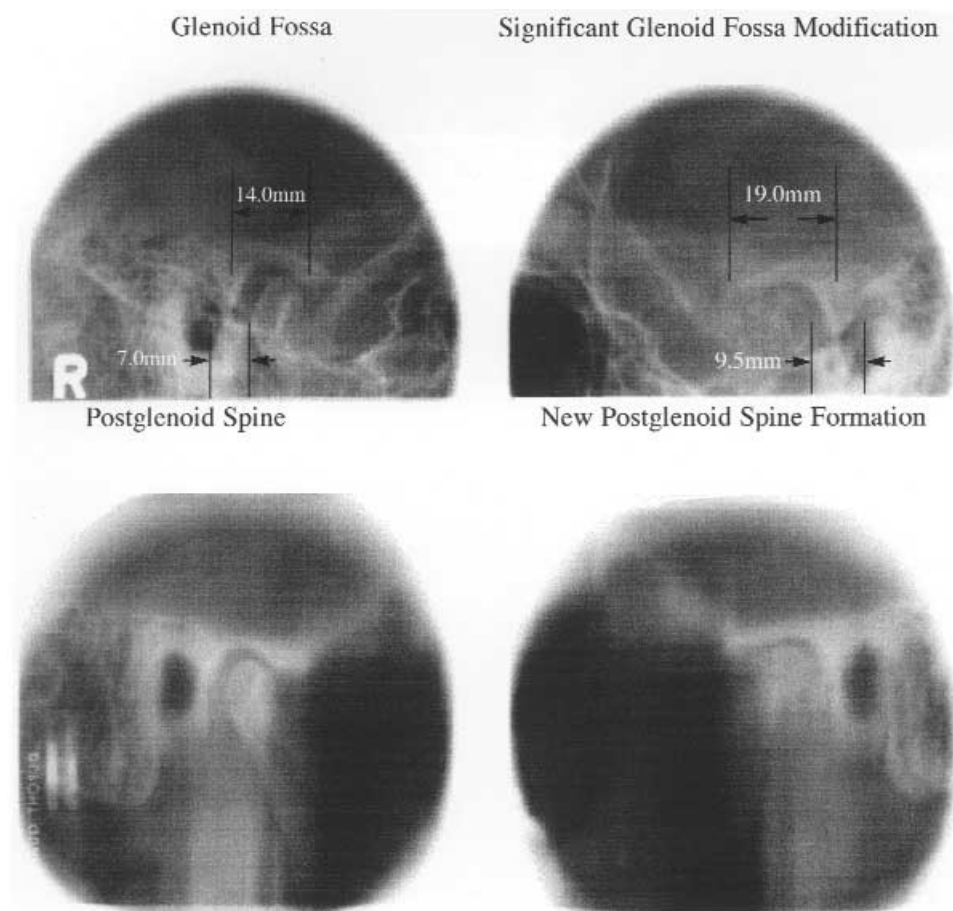 Glenoid Fossa
Significant Glenoid Fossa Modification
14.0mm
19.0mm
7.0mm
9.5mm
R
Postglenoid Spine
New Postglenoid Spine Formation